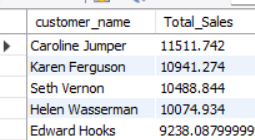 customer_name Total_Sales
Caroline Jumper 11511.742
Karen Ferguson 10941.274
Seth Vernon 10488.844
Helen Wasserman 10074.934
Edward Hooks 9238.08799999